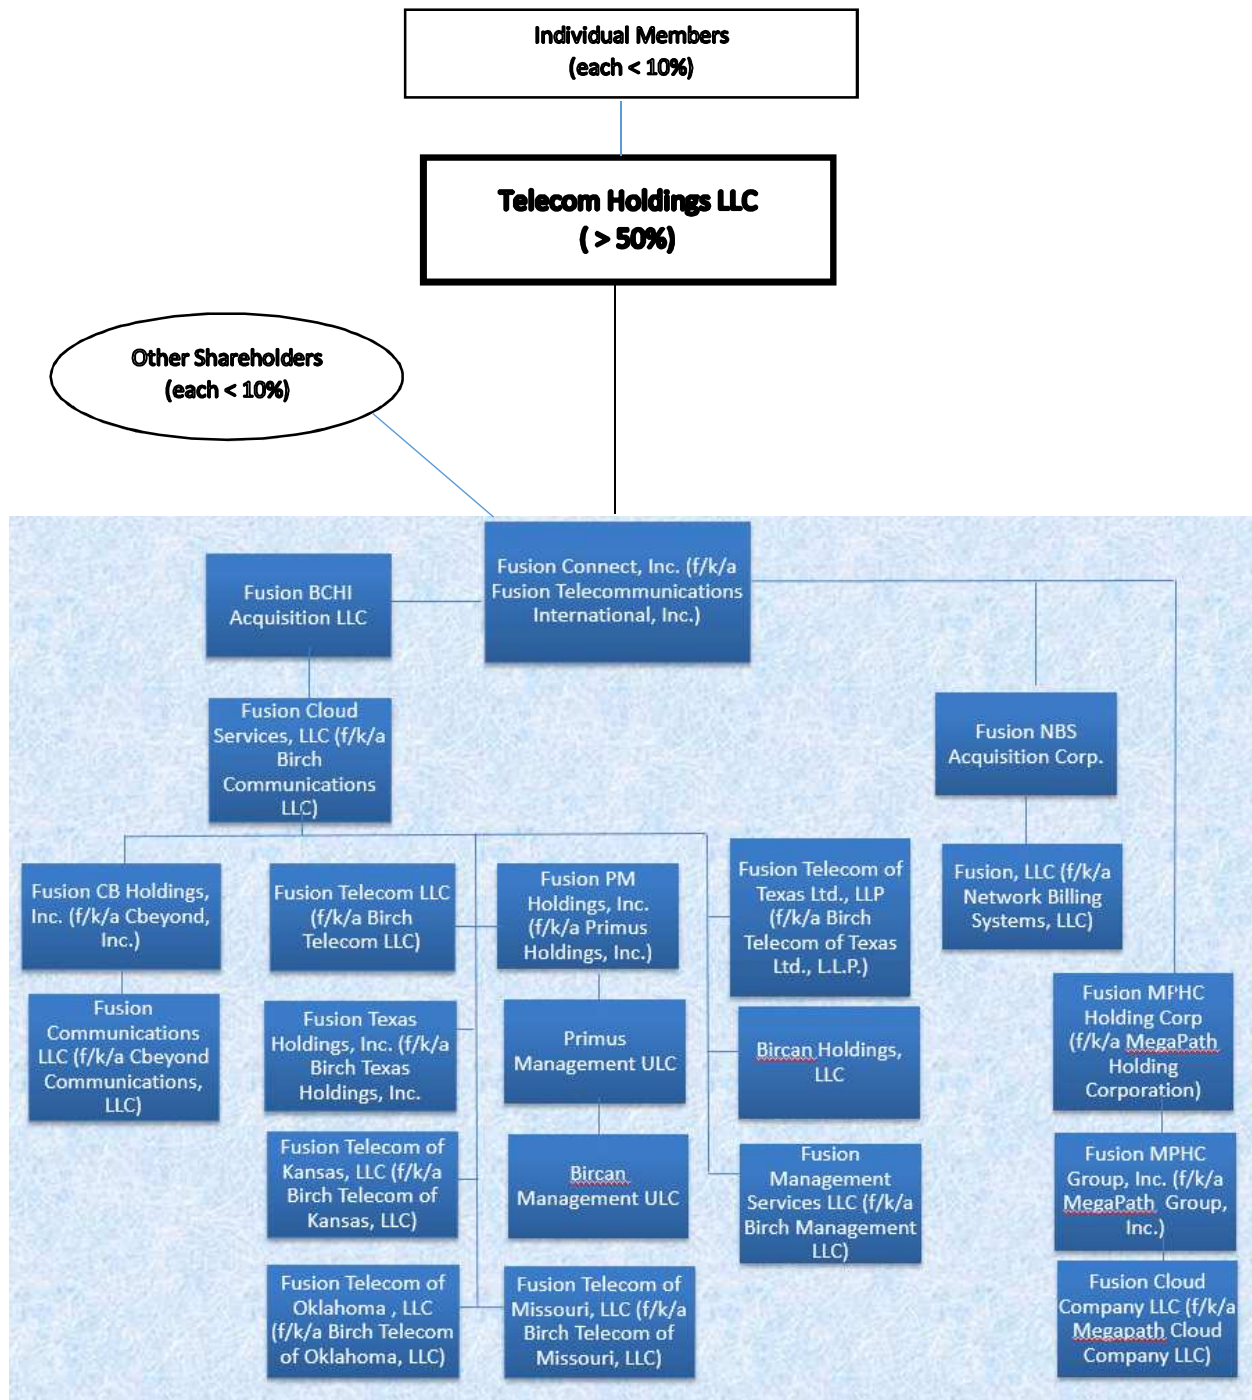 Individual Members
(each < 10%)
Telecom Holdings LLC
( > 50%)
Other Shareholders
(each < 10%)
Fusion Connect, Inc. (f/k/a
Fusion Telecommunications
International, Inc.)
Fusion BCHI
Acquisition LLC
Fusion Cloud
Services, LLC (f/k/a
Birch
Communications
LLC)
Fusion NBS
Acquisition Corp.
Fusion CB Holdings,
Inc. (f/k/a Cbeyond,
Inc.)
Fusion Telecom LLC
(f/k/a Birch
Telecom LLC)
Fusion PM
Holdings, Inc.
(f/k/a Primus
Holdings, Inc.)
Fusion Telecom of
Texas Ltd., LLP
(f/k/a Birch
Telecom of Texas
Ltd., L.L.P.)
Fusion, LLC (f/k/a
Network Billing
Systems, LLC)
Fusion
Communications
LLC (f/k/a Cbeyond
Communications,
LLC)
Fusion Texas
Holdings, Inc. (f/k/a
Birch Texas
Holdings, Inc.
Primus
Management ULC
Bircan Holdings,
LLC
Fusion MPHC
Holding Corp
(f/k/a MegaPath
Holding
Corporation)
Fusion Telecom of
Kansas, LLC (f/k/a
Birch Telecom of
Kansas, LLC)
Bircan
Management ULC
Fusion
Management
Services LLC (f/k/a
Birch Management
LLC)
Fusion MPHC
Group, Inc. (f/k/a
MegaPath Group,
Inc.)
Fusion Telecom of
Oklahoma , LLC
(f/k/a Birch Telecom
of Oklahoma, LLC)
Fusion Telecom of
Missouri, LLC (f/k/a
Birch Telecom of
Missouri, LLC)
Fusion Cloud
Company LLC (f/k/a
Megapath Cloud
Company LLC)